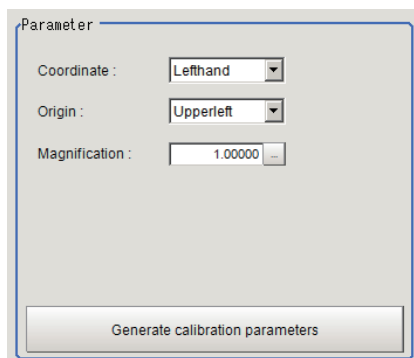 Parameter
Coordinate : Lefthand
Origin : Upperleft
Magnification : 1.00000 ...
Generate calibration parameters